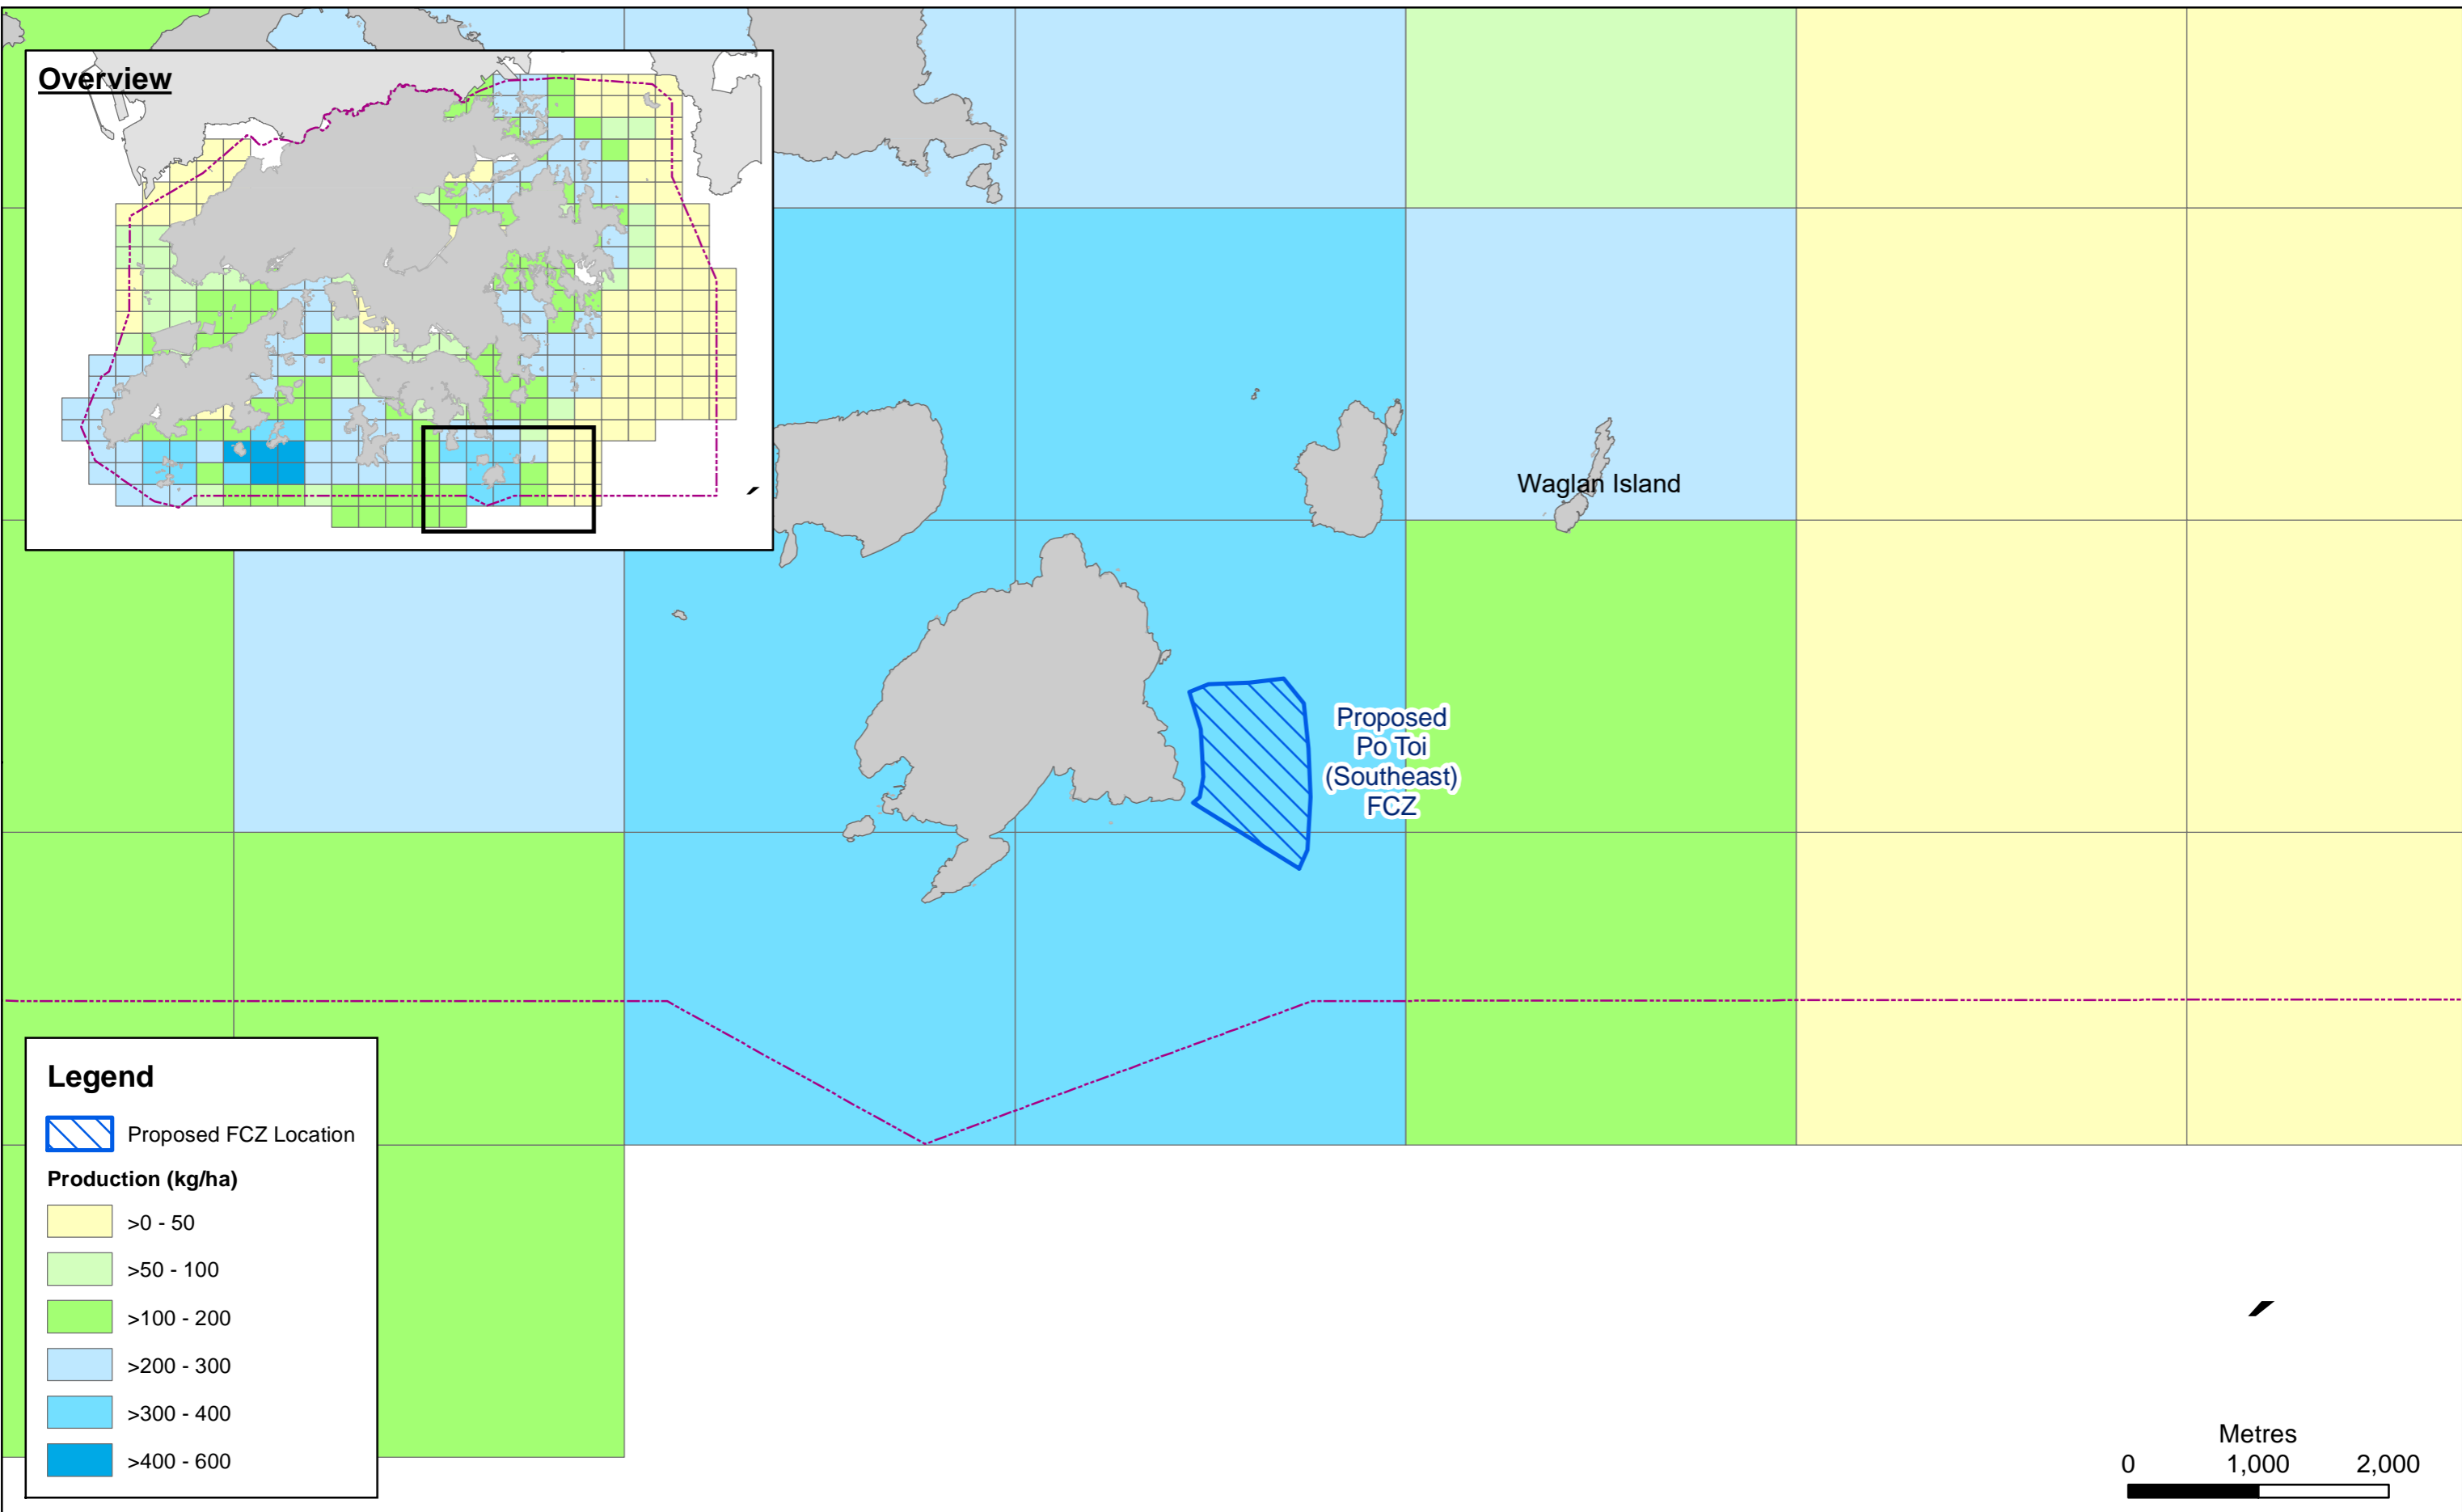 Overview
Waglan Island
Proposed
Po Toi
(Southeast)
FCZ
Legend
Proposed FCZ Location
Production (kg/ha)
>0 - 50
>50 - 100
>100 - 200
>200 - 300
>300 - 400
>400 - 600
Metres
0 1,000 2,000